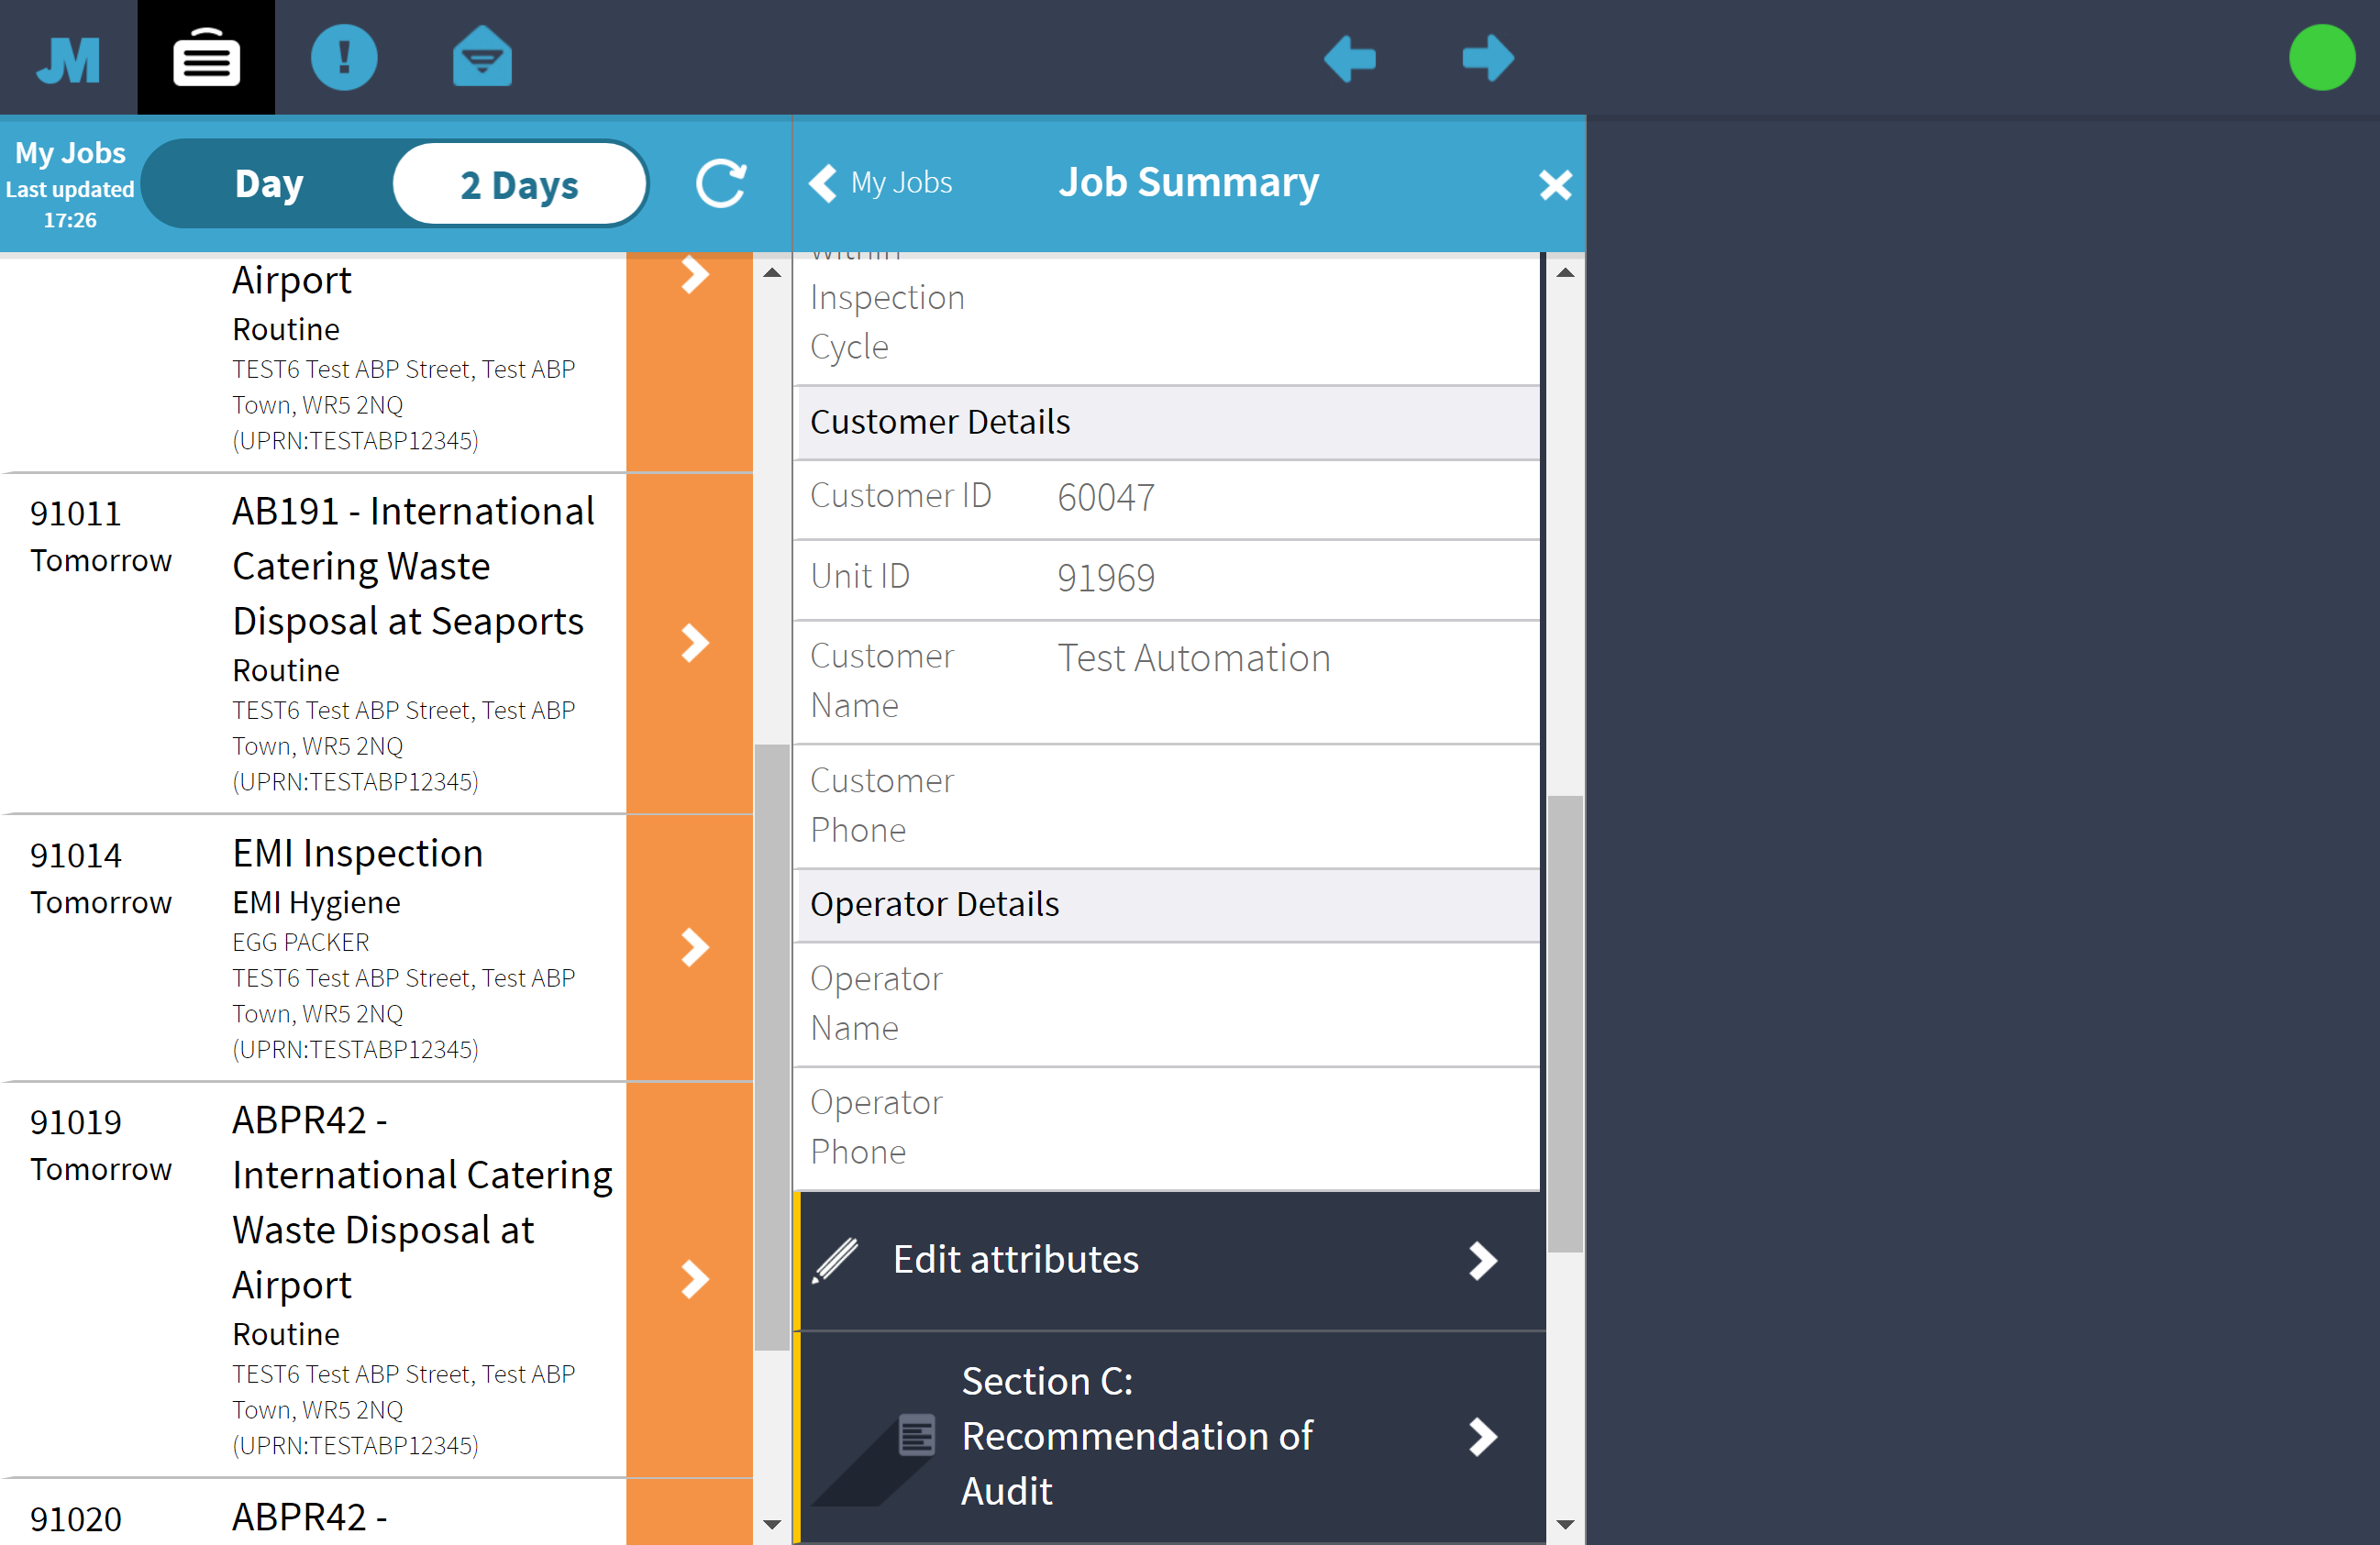 JM
My Jobs
Last updated
17:26
Day
2 Days
My Jobs
Job Summary
Airport
Routine
TEST6 Test ABP Street, Test ABP
Town, WR5 2NQ
(UPRN:TESTABP12345)
91011
Tomorrow
AB191 - International
Catering Waste
Disposal at Seaports
Routine
TEST6 Test ABP Street, Test ABP
Town, WR5 2NQ
(UPRN:TESTABP12345)
91014
Tomorrow
EMI Inspection
EMI Hygiene
EGG PACKER
TEST6 Test ABP Street, Test ABP
Town, WR5 2NQ
(UPRN:TESTABP12345)
91019
Tomorrow
ABPR42 -
International Catering
Waste Disposal at
Airport
Routine
TEST6 Test ABP Street, Test ABP
Town, WR5 2NQ
(UPRN:TESTABP12345)
91020
ABPR42 -
Within
Inspection
Cycle
Customer Details
Customer ID 60047
Unit ID 91969
Customer Test Automation
Name
Customer
Phone
Operator Details
Operator
Name
Operator
Phone
Edit attributes
Section C:
Recommendation of
Audit